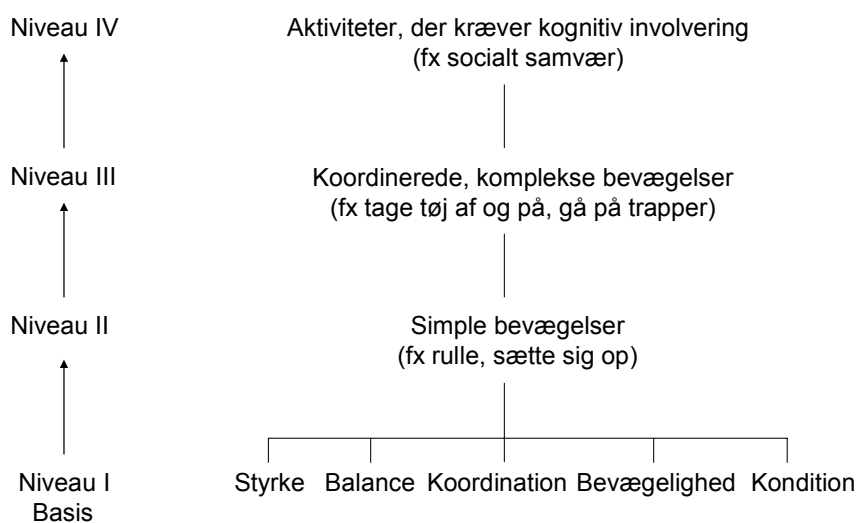 Niveau IV
Aktiviteter, der kræver kognitiv involvering
(fx socialt samvær)
Niveau III
Koordinerede, komplekse bevægelser
(fx tage tøj af og på, gå på trapper)
Niveau II
Simple bevægelser
(fx rulle, sætte sig op)
Niveau I
Basis
Styrke Balance Koordination Bevægelighed Kondition